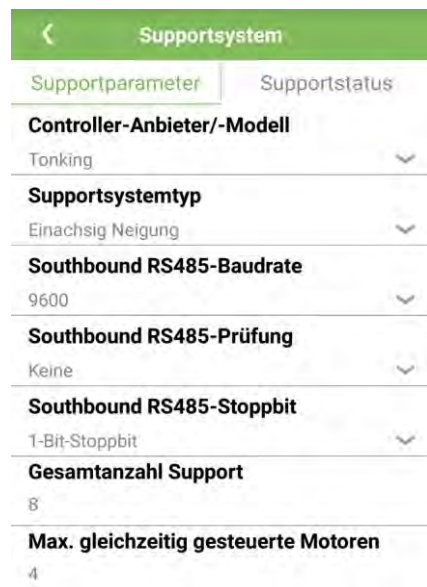 Supportsystem
Supportparameter Supportstatus
Controller-Anbieter/-Modell
Tonking
Supportsystemtyp
Einachsig Neigung
Southbound RS485-Baudrate
9600
Southbound RS485-Prüfung
Keine
Southbound RS485-Stoppbit
1-Bit-Stoppbit
Gesamtanzahl Support
8
Max. gleichzeitig gesteuerte Motoren
4